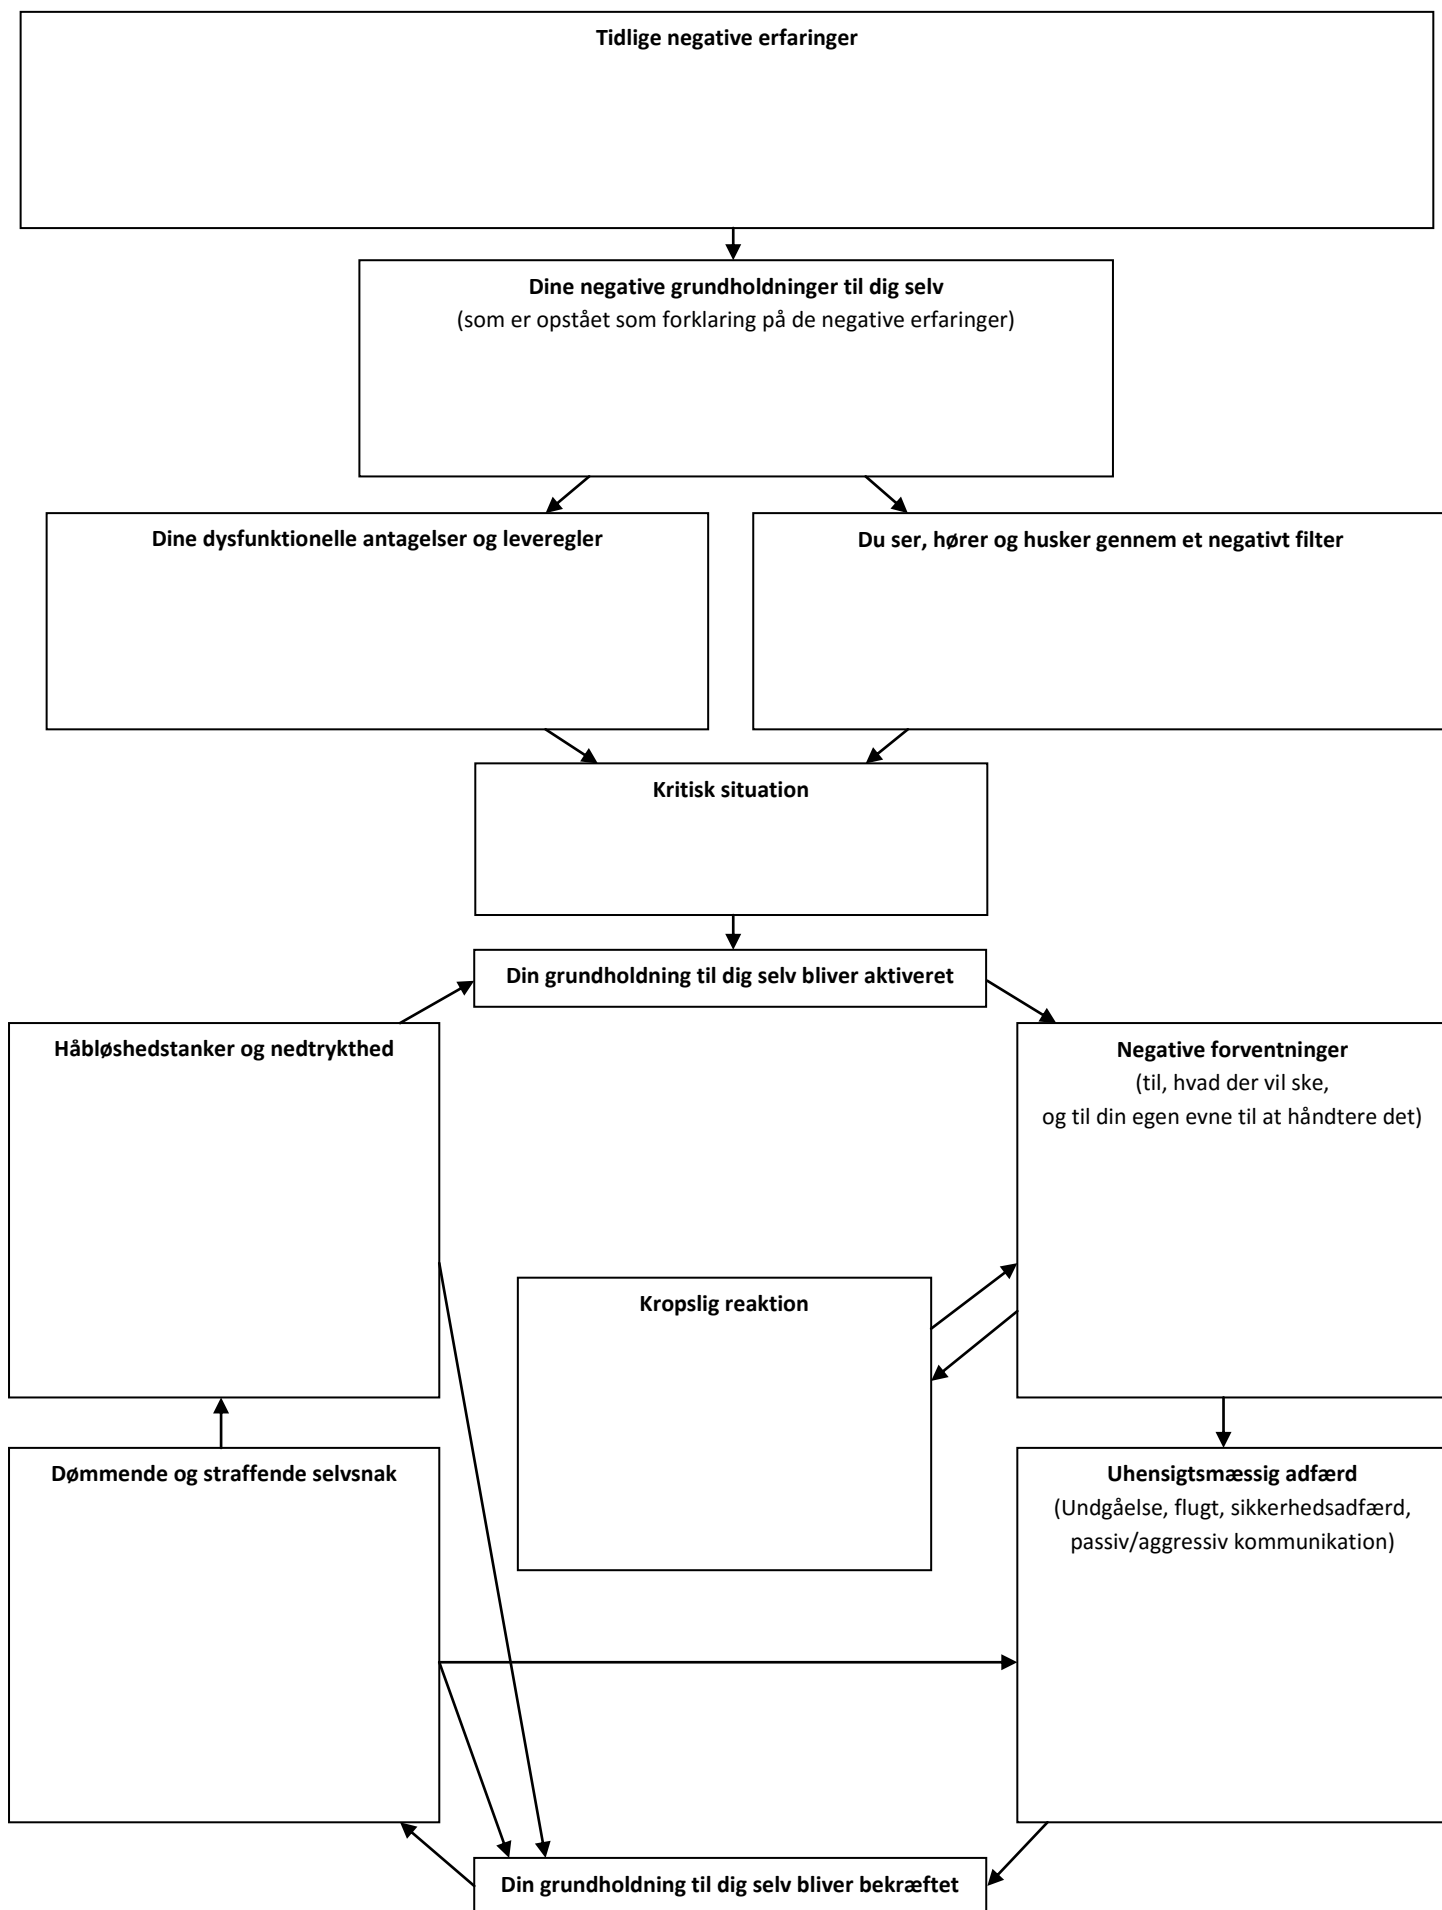 Tidlige negative erfaringer
Dine negative grundholdninger til dig selv
(som er opstået som forklaring på de negative erfaringer)
Dine dysfunktionelle antagelser og leveregler
Du ser, hører og husker gennem et negativt filter
Kritisk situation
Din grundholdning til dig selv bliver aktiveret
Håbløshedstanker og nedtrykthed
Negative forventninger
(til, hvad der vil ske,
og til din egen evne til at håndtere det)
Kropslig reaktion
Dømmende og straffende selvsnak
Uhensigtsmæssig adfærd
(Undgåelse, flugt, sikkerhedsadfærd,
passiv/aggressiv kommunikation)
Din grundholdning til dig selv bliver bekræftet